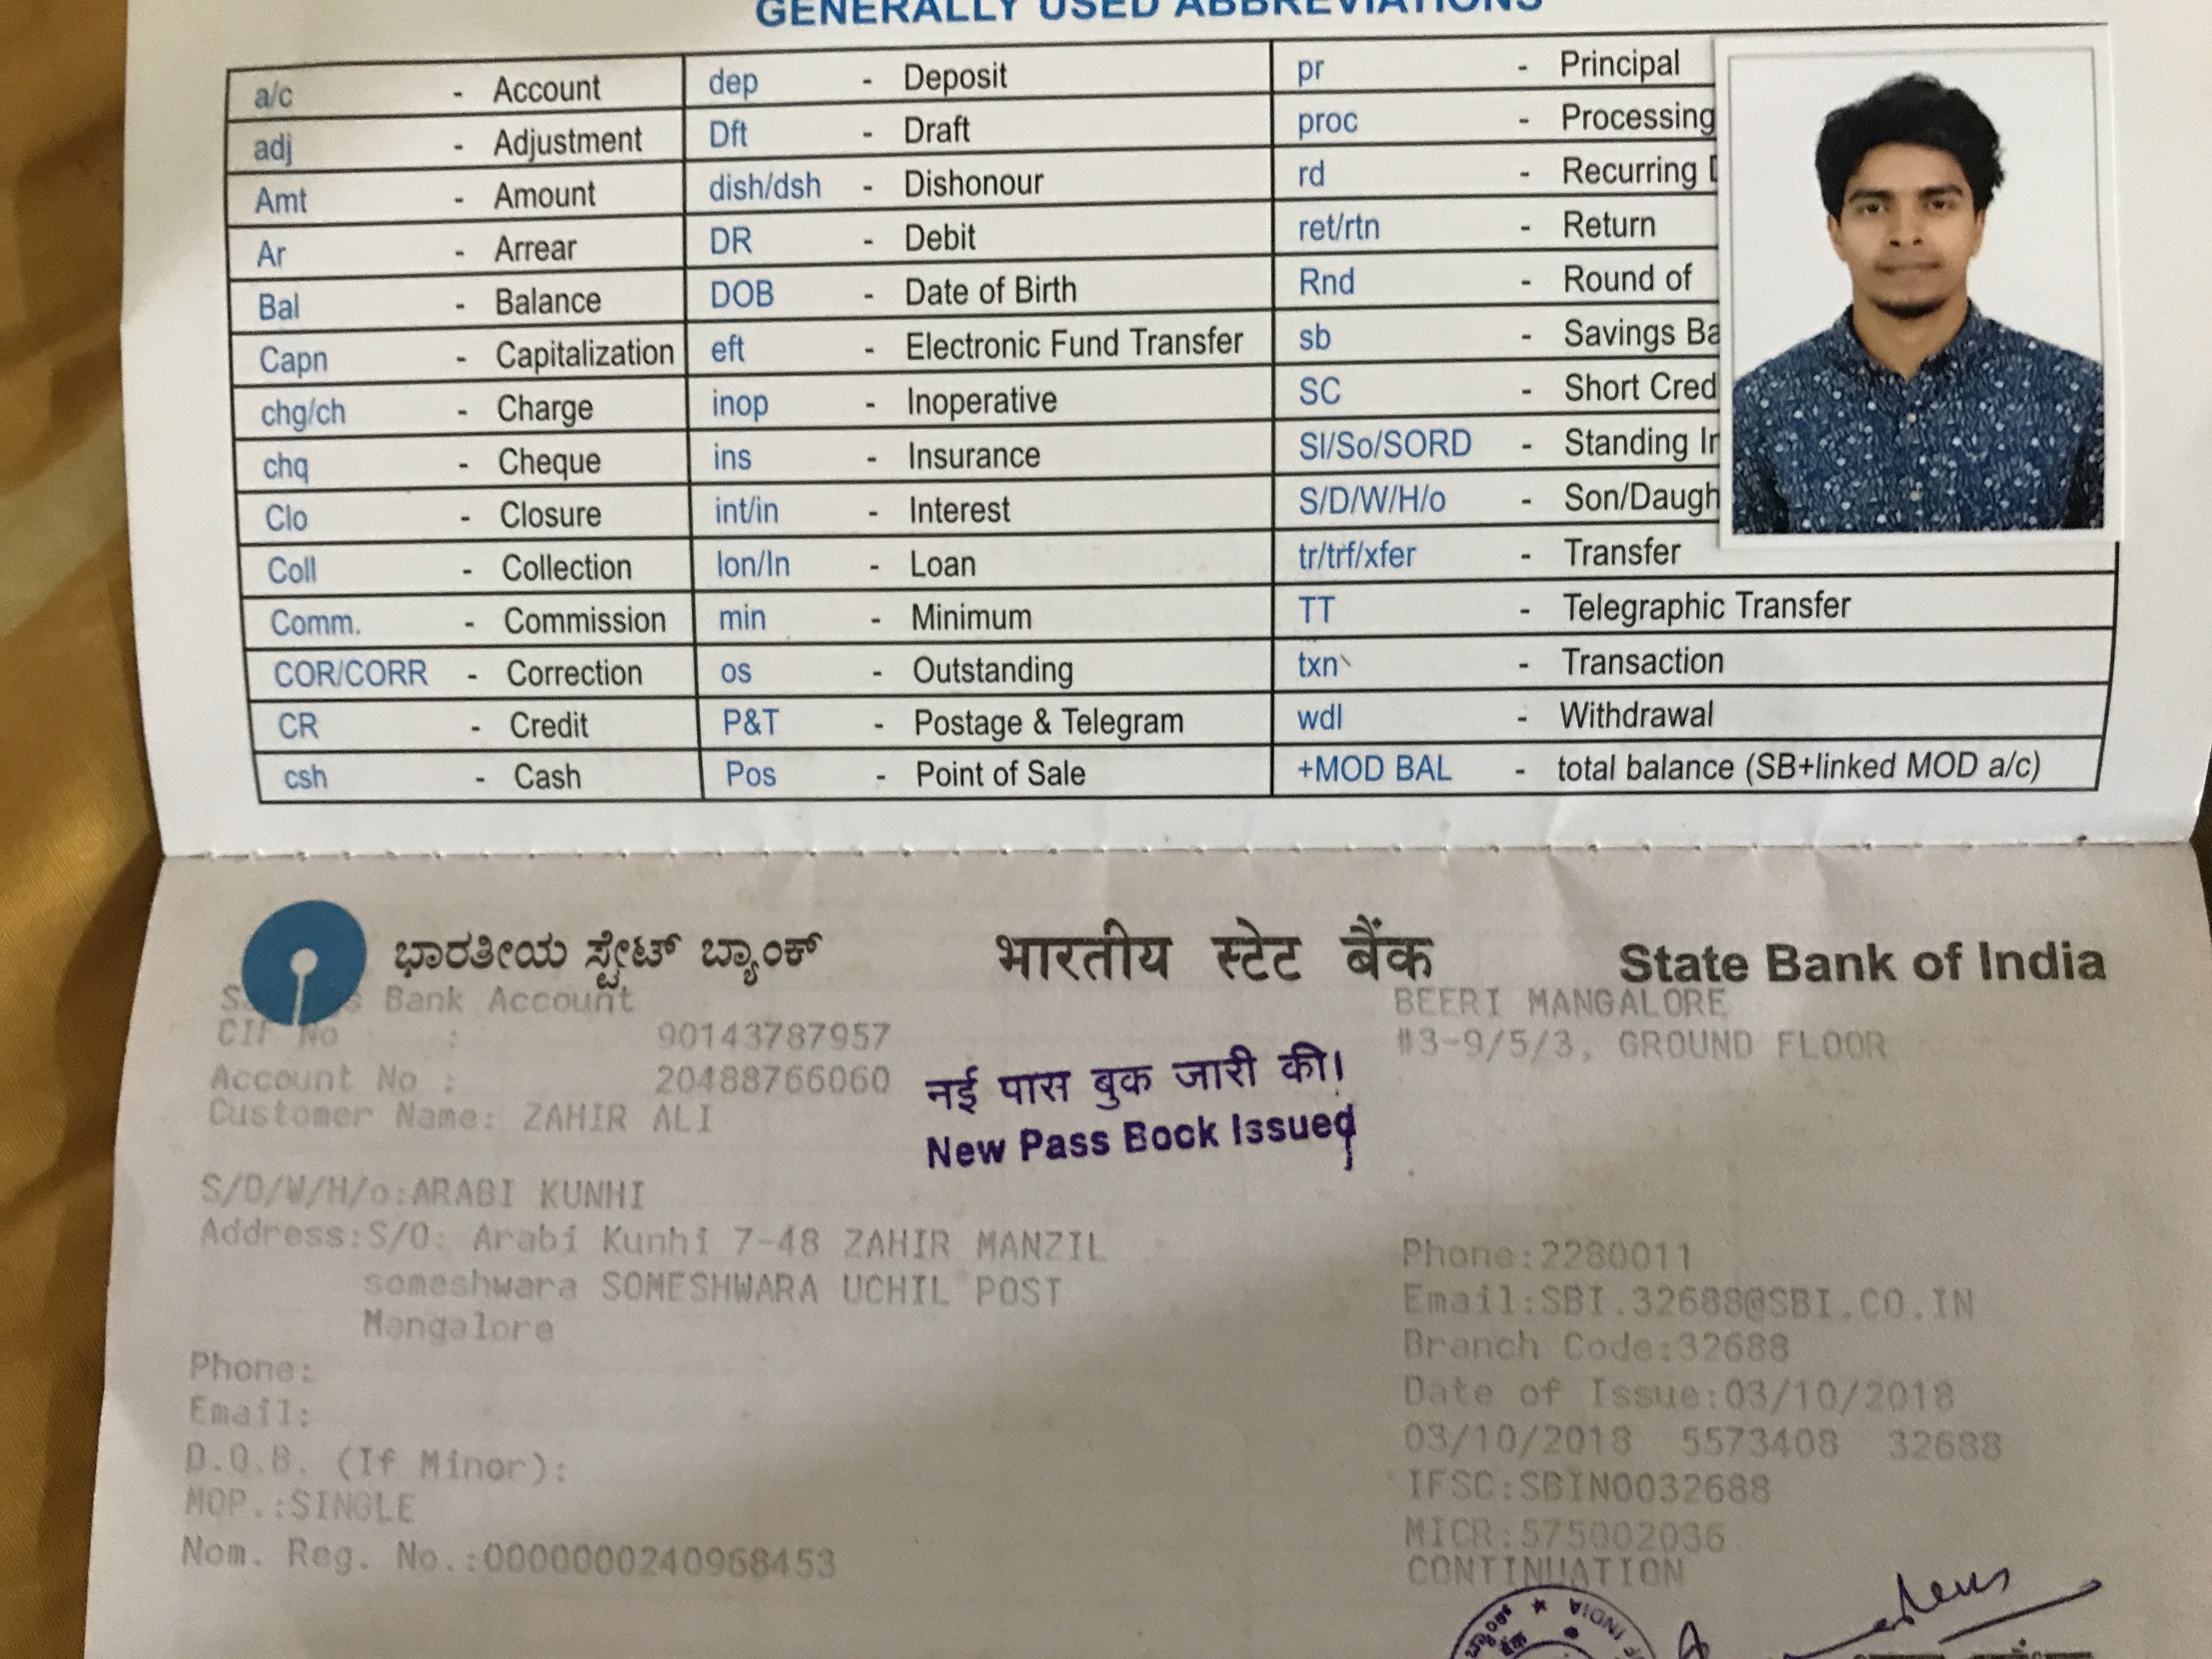 GENERALLY USED ABBREVIATIONS
a/c - Account dep - Deposit pr - Principal
adj - Adjustment Dft - Draft proc - Processing
Amt - Amount dish/dsh - Dishonour rd - Recurring
Ar - Arrear DR - Debit ret/rtn - Return
Bal - Balance DOB - Date of Birth Rnd - Round of
Capn - Capitalization eft - Electronic Fund Transfer sb - Savings Ba
chg/ch - Charge inop - Inoperative SC - Short Cred
chq - Cheque ins - Insurance SI/So/SORD - Standing
Clo - Closure int/in - Interest S/D/W/H/o - Son/Daugh
Coll - Collection lon/ln - Loan tr/trf/xfer - Transfer
Comm. - Commission min - Minimum TT - Telegraphic Transfer
COR/CORR - Correction os - Outstanding txn - Transaction
CR - Credit P&T - Postage & Telegram wdl - Withdrawal
csh - Cash Pos - Point of Sale +MOD BAL - total balance (SB+linked MOD a/c)
ಭಾರತೀಯ ಸ್ಟೇಟ್ ಬ್ಯಾಂಕ್ भारतीय स्टेट बैंक State Bank of India
Bank Account BEERI MANGALORE
CIF No : 90143787957 #3-9/5/3, GROUND FLOOR
Account No : 20488766060
Customer Name: ZAHIR ALI
नई पास बुक जारी की।
New Pass Book Issued
S/D/W/H/o:ARABI KUNHI
Address:S/O: Arabi Kunhi 7-48 ZAHIR MANZIL
someshwara SOMESHWARA UCHIL POST
Mangalore
Phone:
Email:
D.O.B. (If Minor):
MOP.:SINGLE
Nom. Reg. No.:0000000240968453
Phone:2280011
Email:SBI.32688@SBI.CO.IN
Branch Code:32688
Date of Issue:03/10/2018
03/10/2018 5573408 32688
IFSC:SBIN0032688
MICR:575002036
CONTINUATION
INDIA